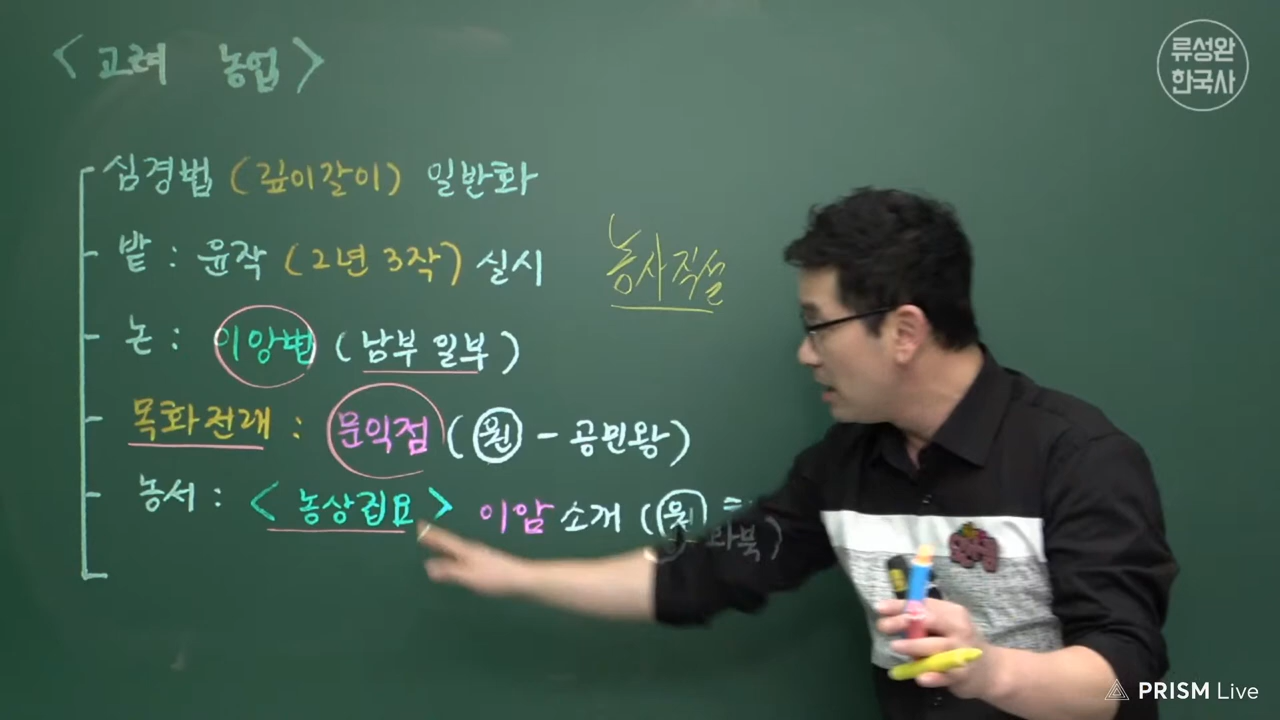 < 고려 농업 >
류성완
한국사
심경법 (깊이갈이) 일반화
밭 : 윤작 (2년 3작) 실시
농사직설
논 : 이앙법 (남부 일부)
목화전래 : 문익점 (원 - 공민왕)
농서 : < 농상집요 > 이암 소개 (원
화북)
PRISM Live